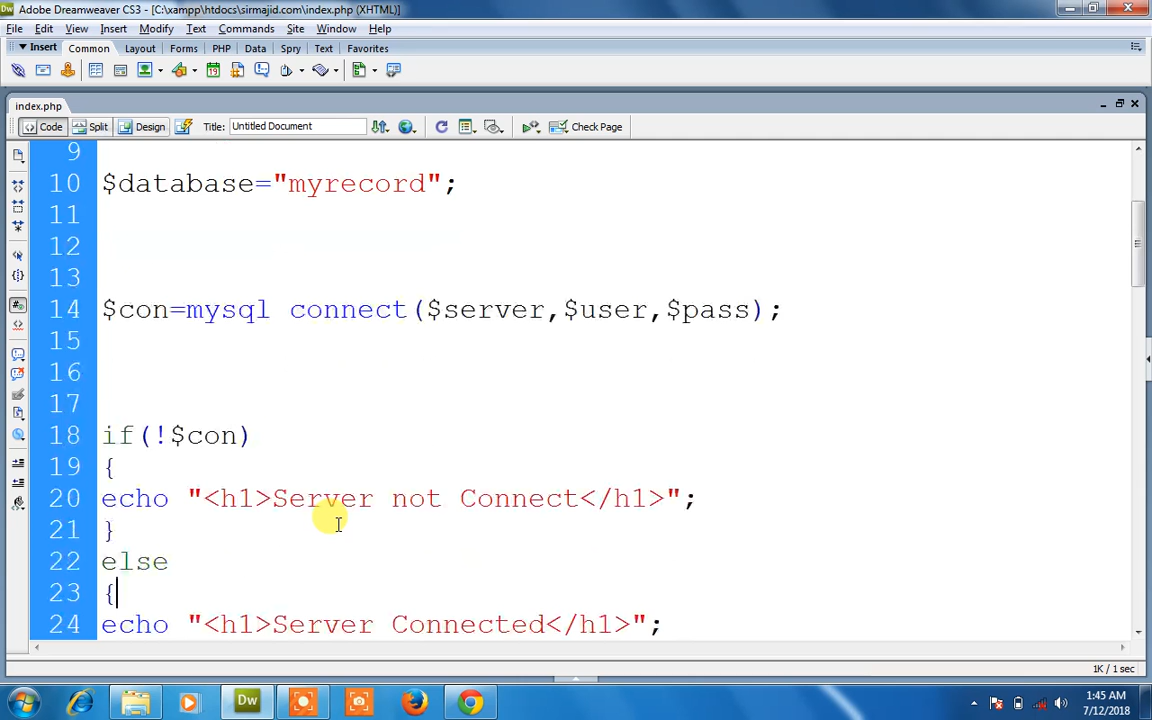 Adobe Dreamweaver CS3 - [C:\xampp\htdocs\sirmajid.com\index.php (XHTML)]
File Edit View Insert Modify Text Commands Site Window Help
Insert Common Layout Forms PHP Data Spry Text Favorites
index.php
Code Split Design Title: Untitled Document Check Page
9
10 $database="myrecord";
11
12
13
14 $con=mysql connect($server,$user,$pass);
15
16
17
18 if(!$con)
19 {
20 echo "<h1>Server not Connect</h1>";
21 }
22 else
23 {
24 echo "<h1>Server Connected</h1>";
1K / 1 sec
Dw
1:45 AM
7/12/2018